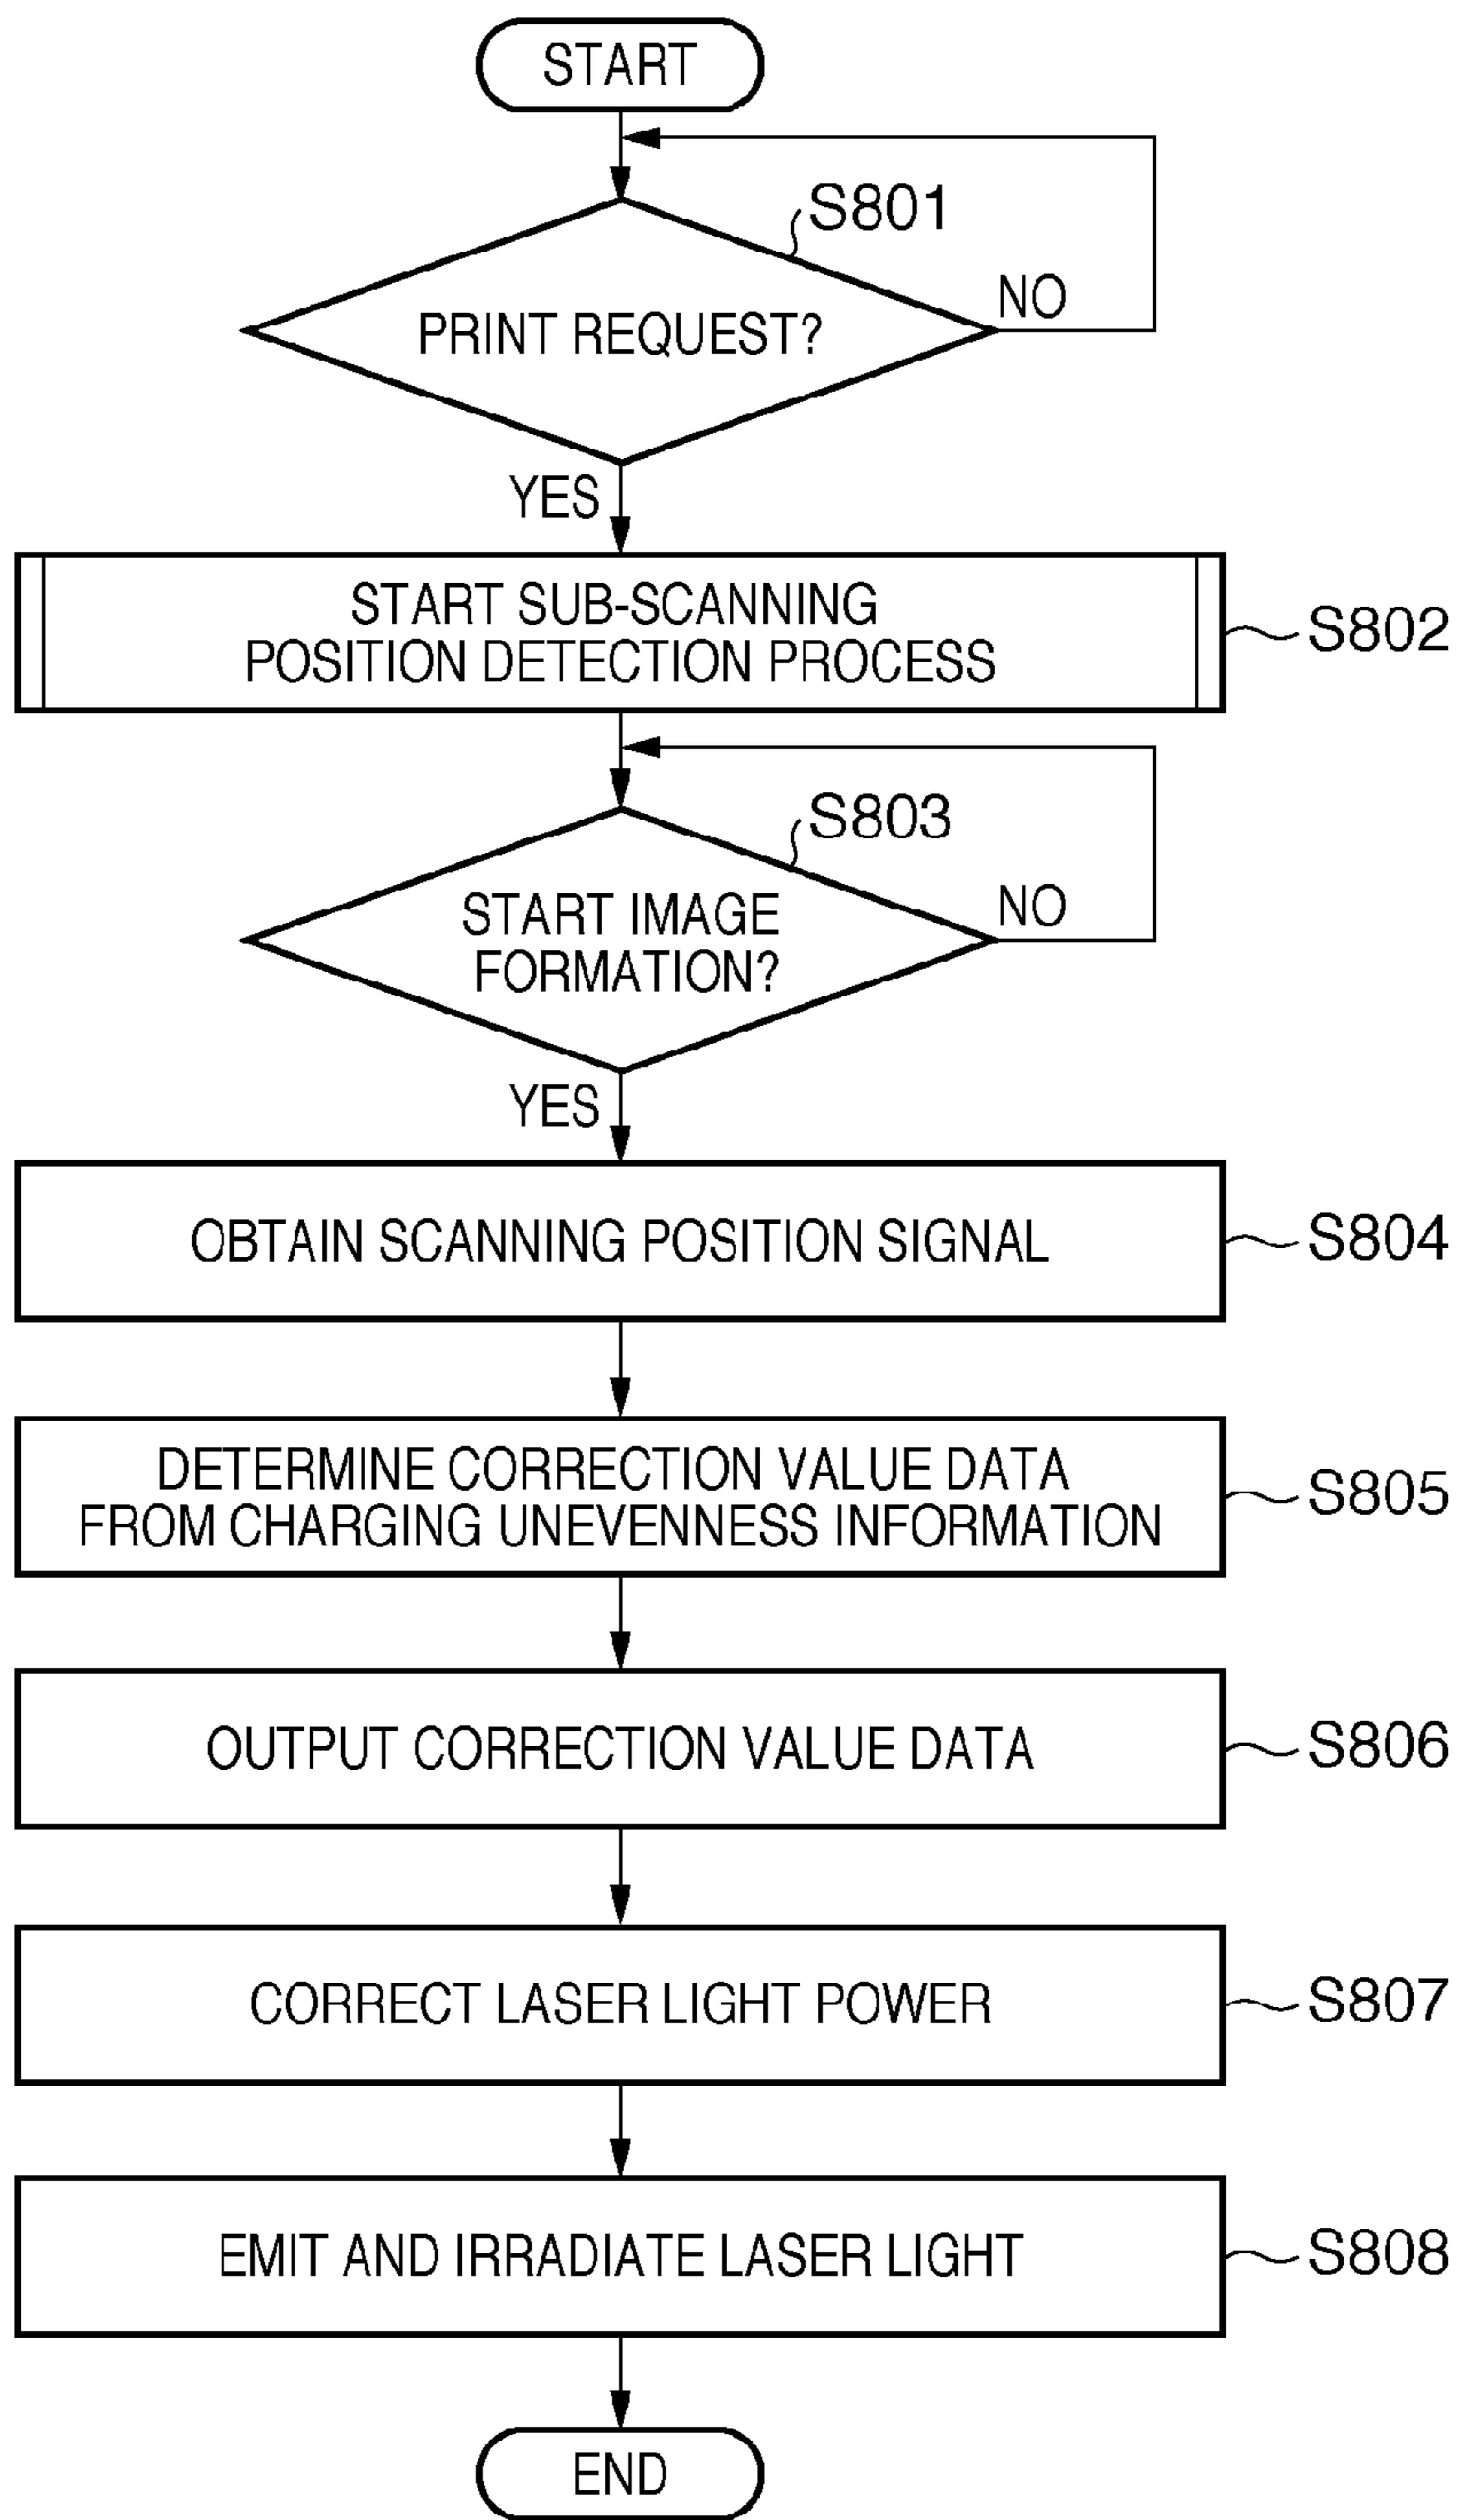 START
S801
NO
PRINT REQUEST?
YES
START SUB-SCANNING
POSITION DETECTION PROCESS
S802
S803
NO
START IMAGE
FORMATION?
YES
OBTAIN SCANNING POSITION SIGNAL
S804
DETERMINE CORRECTION VALUE DATA
FROM CHARGING UNEVENNESS INFORMATION
S805
OUTPUT CORRECTION VALUE DATA
S806
CORRECT LASER LIGHT POWER
S807
EMIT AND IRRADIATE LASER LIGHT
S808
END